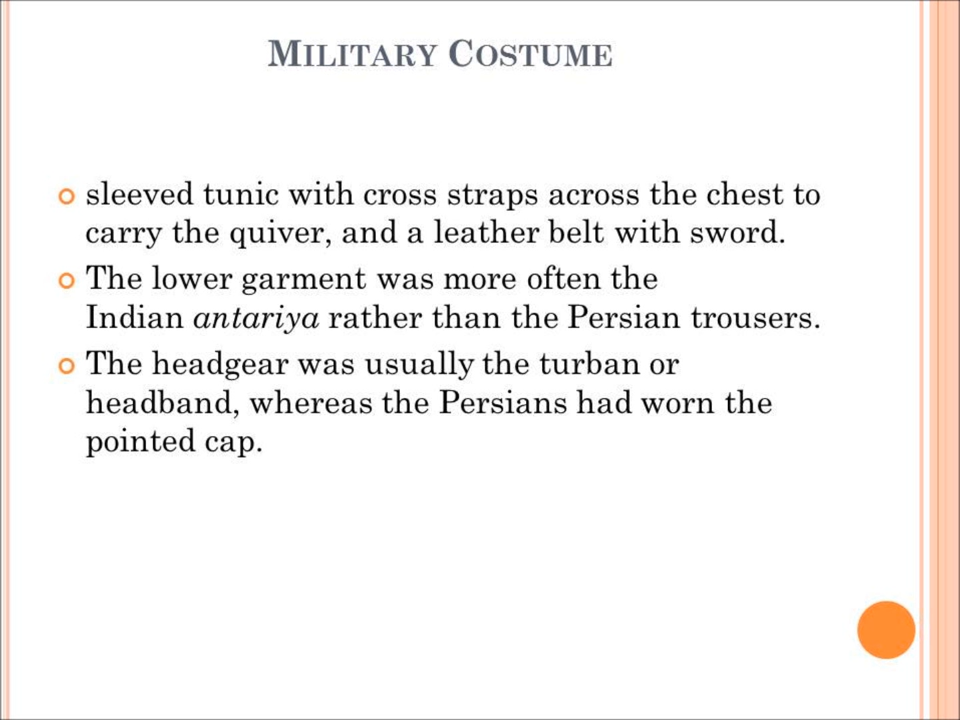 MILITARY COSTUME
sleeved tunic with cross straps across the chest to
carry the quiver, and a leather belt with sword.
The lower garment was more often the
Indian antariya rather than the Persian trousers.
The headgear was usually the turban or
headband, whereas the Persians had worn the
pointed cap.